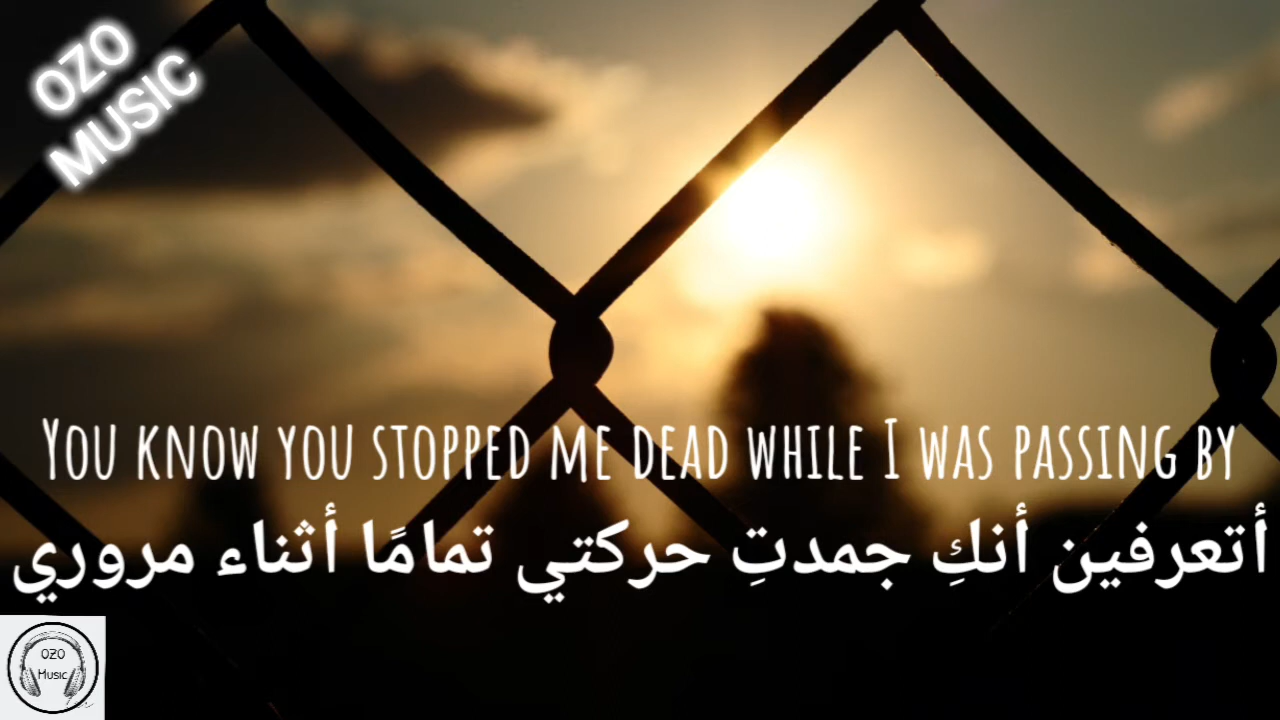 OZO
MUSIC
You know you stopped me dead while I was passing by
أتعرفين أنكِ جمدتِ حركتي تمامًا أثناء مروري
OZO
Music